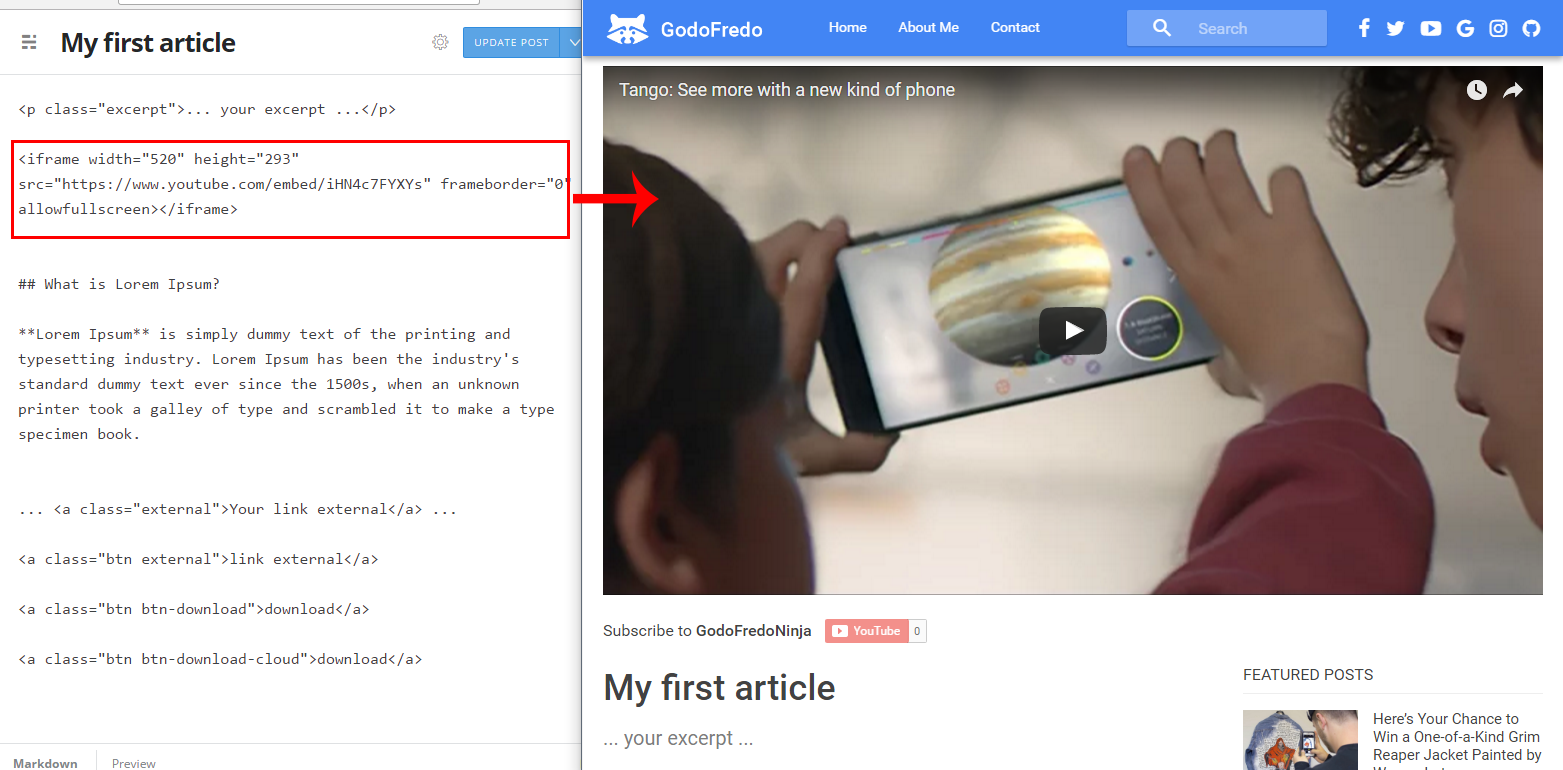 My first article
UPDATE POST
<p class="excerpt">... your excerpt ...</p>
<iframe width="520" height="293"
src="https://www.youtube.com/embed/iHN4c7FYXYs" frameborder="0"
allowfullscreen></iframe>
## What is Lorem Ipsum?
**Lorem Ipsum** is simply dummy text of the printing and
typesetting industry. Lorem Ipsum has been the industry's
standard dummy text ever since the 1500s, when an unknown
printer took a galley of type and scrambled it to make a type
specimen book.
... <a class="external">Your link external</a> ...
<a class="btn external">link external</a>
<a class="btn btn-download">download</a>
<a class="btn btn-download-cloud">download</a>
Markdown Preview
GodoFredo Home About Me Contact Search
Tango: See more with a new kind of phone
Subscribe to GodoFredoNinja YouTube 0
My first article
... your excerpt ...
FEATURED POSTS
Here's Your Chance to
Win a One-of-a-Kind Grim
Reaper Jacket Painted by